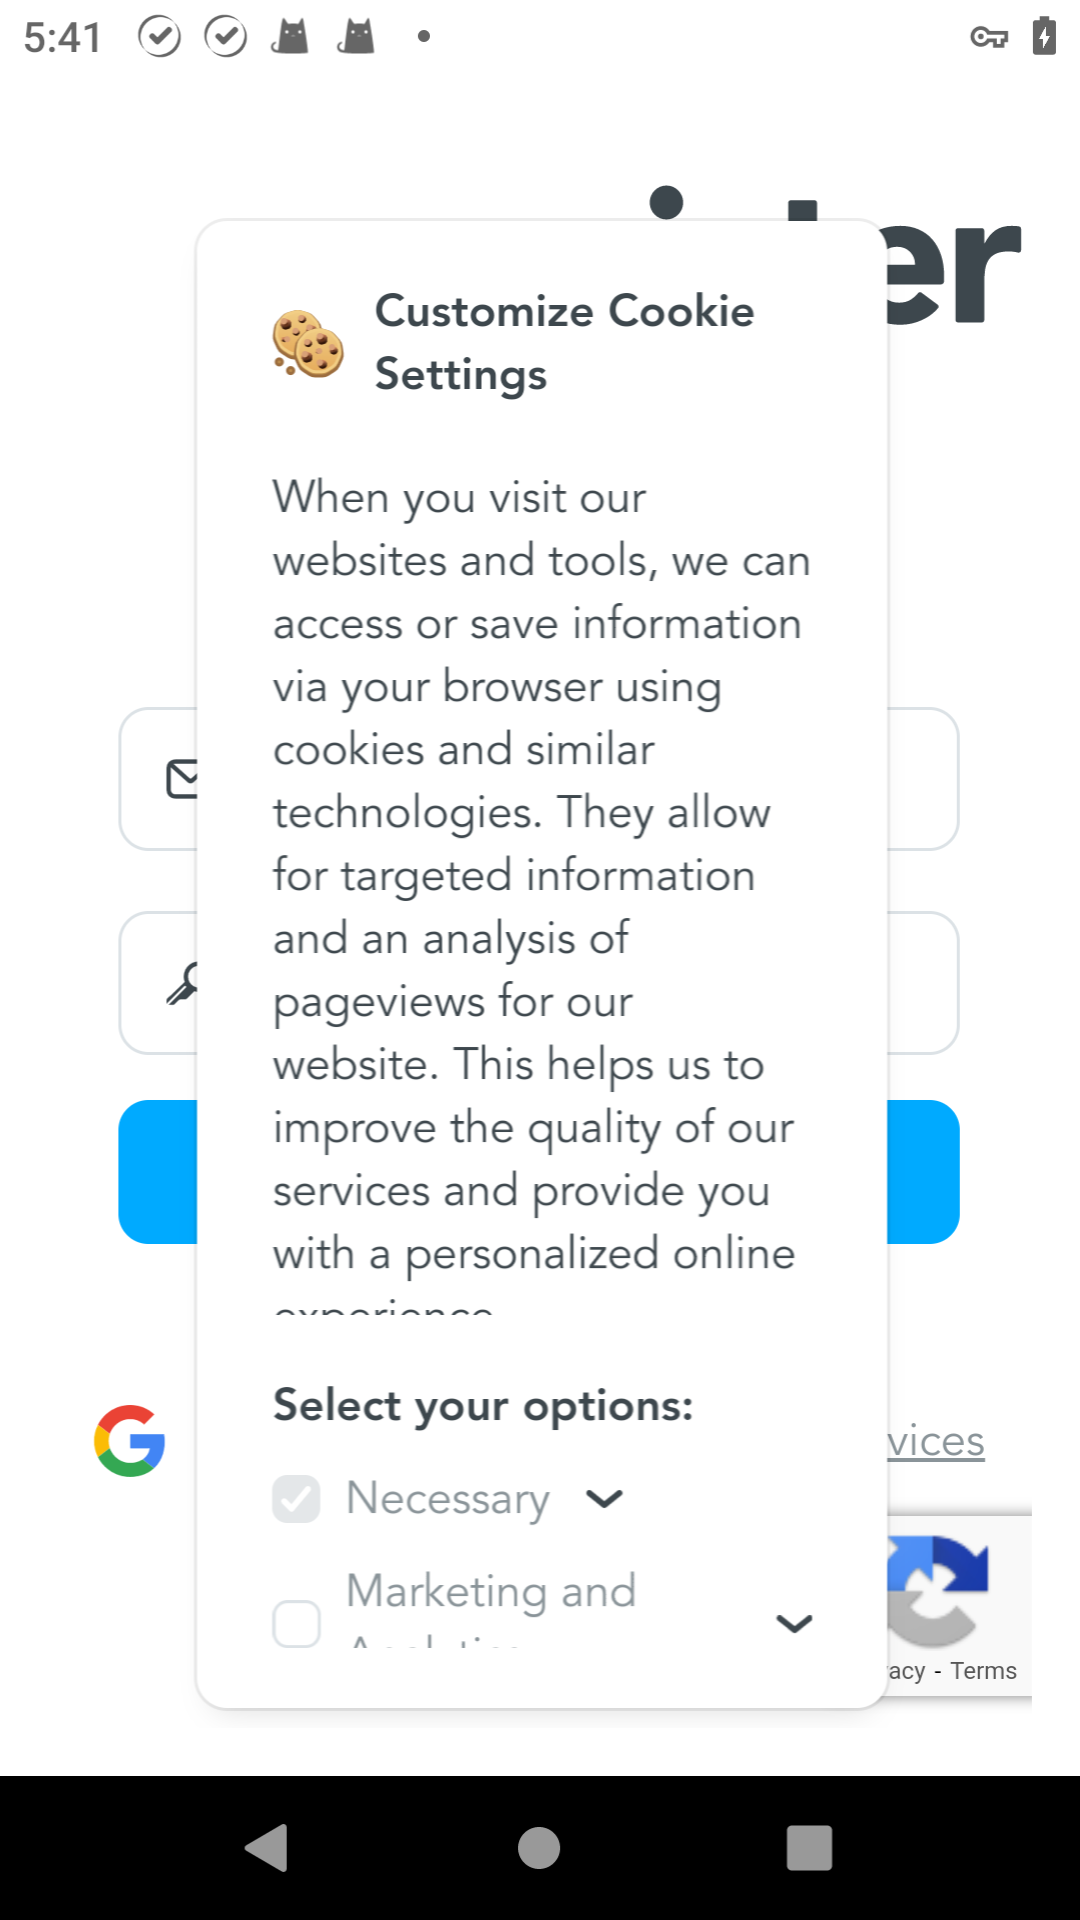 5:41
er
Customize Cookie
Settings
When you visit our
websites and tools, we can
access or save information
via your browser using
cookies and similar
technologies. They allow
for targeted information
and an analysis of
pageviews for our
website. This helps us to
improve the quality of our
services and provide you
with a personalized online
experience
Select your options:
vices
Necessary
Marketing and
Analytics
acy - Terms